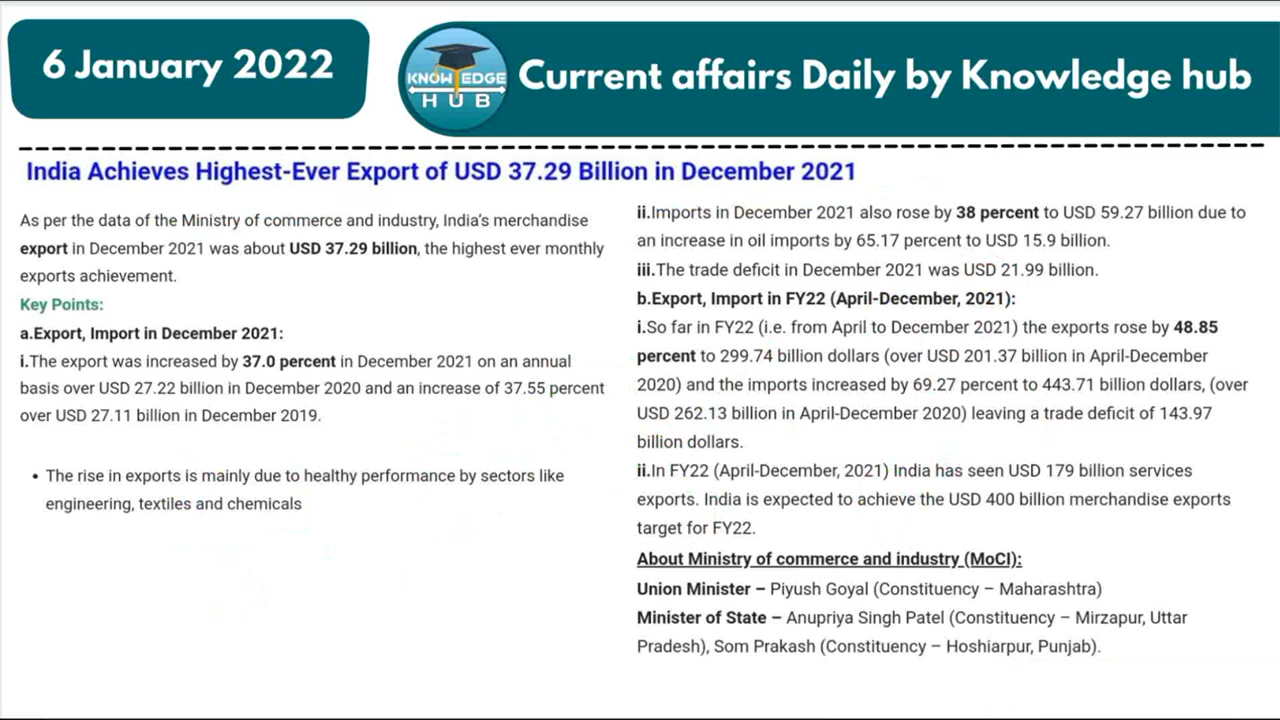 6 January 2022
KNOWLEDGE
HUB
Current affairs Daily by Knowledge hub
India Achieves Highest-Ever Export of USD 37.29 Billion in December 2021
As per the data of the Ministry of commerce and industry, India's merchandise
export in December 2021 was about USD 37.29 billion, the highest ever monthly
exports achievement.
Key Points:
a.Export, Import in December 2021:
i.The export was increased by 37.0 percent in December 2021 on an annual
basis over USD 27.22 billion in December 2020 and an increase of 37.55 percent
over USD 27.11 billion in December 2019.
• The rise in exports is mainly due to healthy performance by sectors like
engineering, textiles and chemicals
ii.Imports in December 2021 also rose by 38 percent to USD 59.27 billion due to
an increase in oil imports by 65.17 percent to USD 15.9 billion.
iii.The trade deficit in December 2021 was USD 21.99 billion.
b.Export, Import in FY22 (April-December, 2021):
i.So far in FY22 (i.e. from April to December 2021) the exports rose by 48.85
percent to 299.74 billion dollars (over USD 201.37 billion in April-December
2020) and the imports increased by 69.27 percent to 443.71 billion dollars, (over
USD 262.13 billion in April-December 2020) leaving a trade deficit of 143.97
billion dollars.
ii.In FY22 (April-December, 2021) India has seen USD 179 billion services
exports. India is expected to achieve the USD 400 billion merchandise exports
target for FY22.
About Ministry of commerce and industry (MoCI):
Union Minister – Piyush Goyal (Constituency – Maharashtra)
Minister of State – Anupriya Singh Patel (Constituency – Mirzapur, Uttar
Pradesh), Som Prakash (Constituency – Hoshiarpur, Punjab).